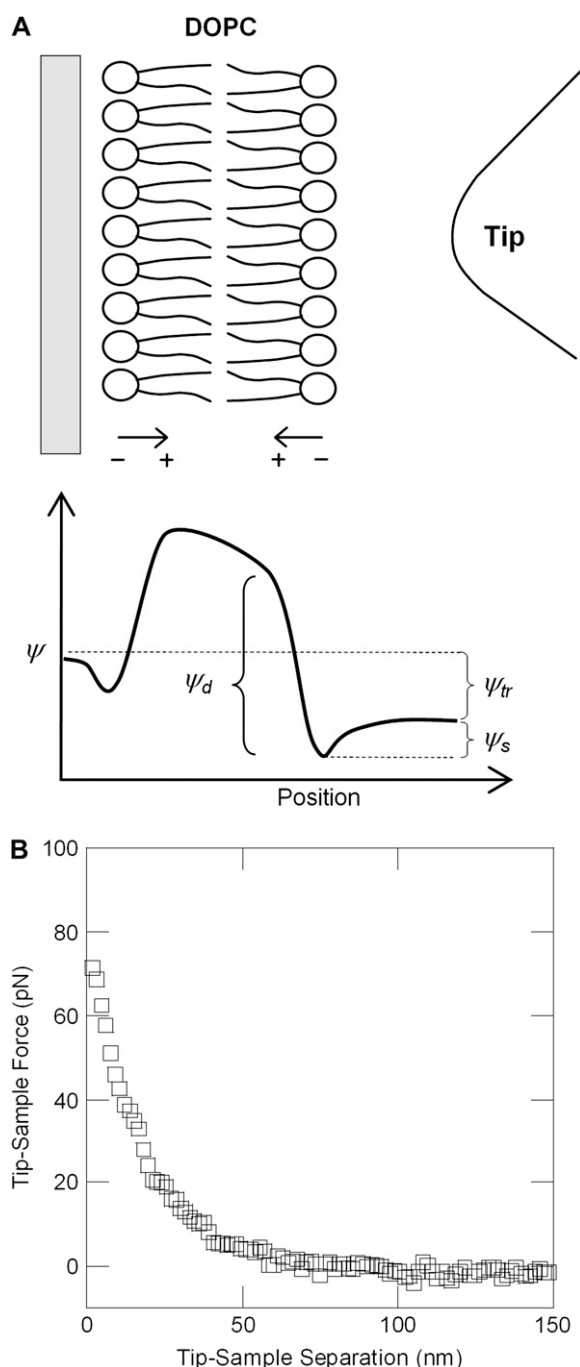 A
DOPC
Tip
− +
+ −
ψ
ψd
ψtr
ψs
Position
B
100
80
60
40
20
0
Tip-Sample Force (pN)
0 50 100 150
Tip-Sample Separation (nm)